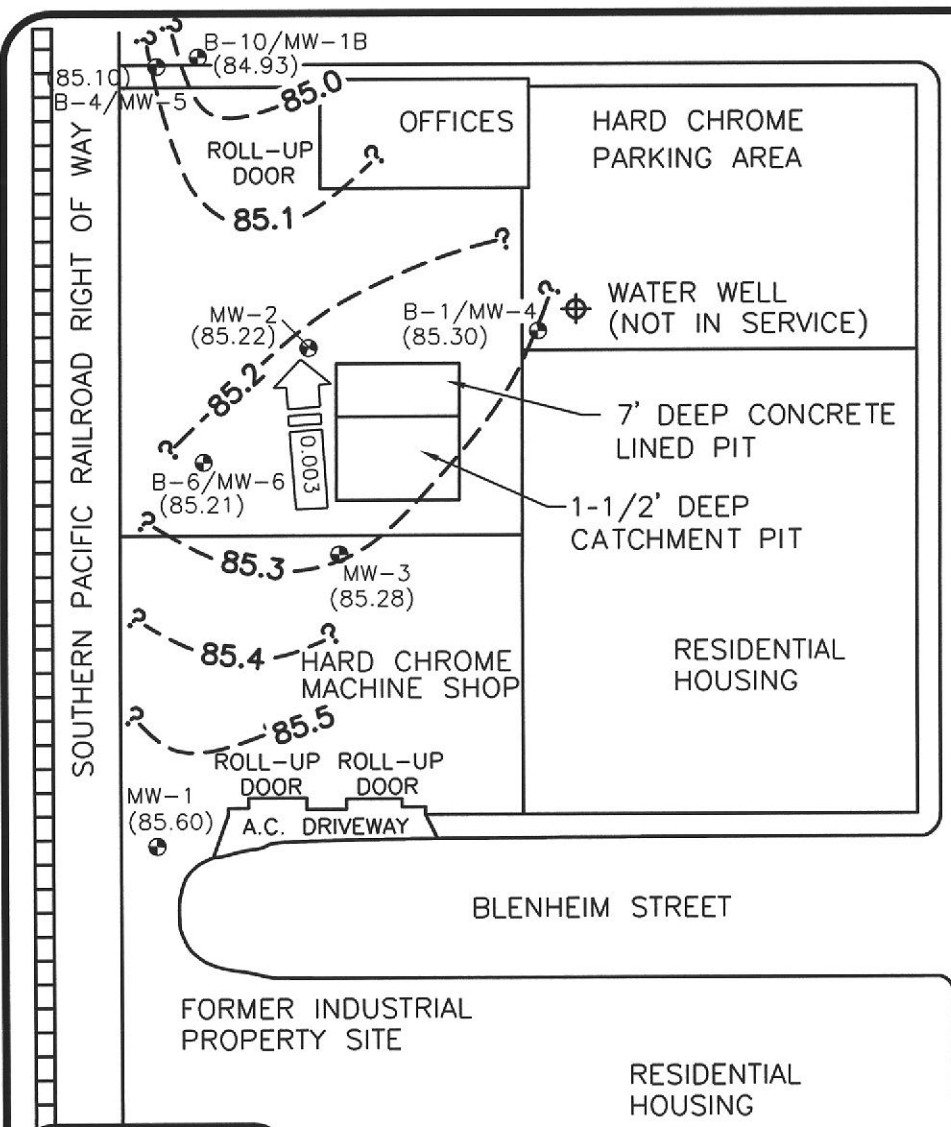 ?
?
B-10/MW-1B
(84.93)
(85.10)
B-4/MW-5
85.0
OFFICES
HARD CHROME
PARKING AREA
ROLL-UP
DOOR
?
85.1
SOUTHERN PACIFIC RAILROAD RIGHT OF WAY
?
?
WATER WELL
(NOT IN SERVICE)
MW-2
(85.22)
B-1/MW-4
(85.30)
85.2
7' DEEP CONCRETE
LINED PIT
0.003
?
B-6/MW-6
(85.21)
1-1/2' DEEP
CATCHMENT PIT
?
85.3
MW-3
(85.28)
?
85.4
?
HARD CHROME
MACHINE SHOP
RESIDENTIAL
HOUSING
?
85.5
ROLL-UP
DOOR
ROLL-UP
DOOR
MW-1
(85.60)
A.C. DRIVEWAY
BLENHEIM STREET
FORMER INDUSTRIAL
PROPERTY SITE
RESIDENTIAL
HOUSING